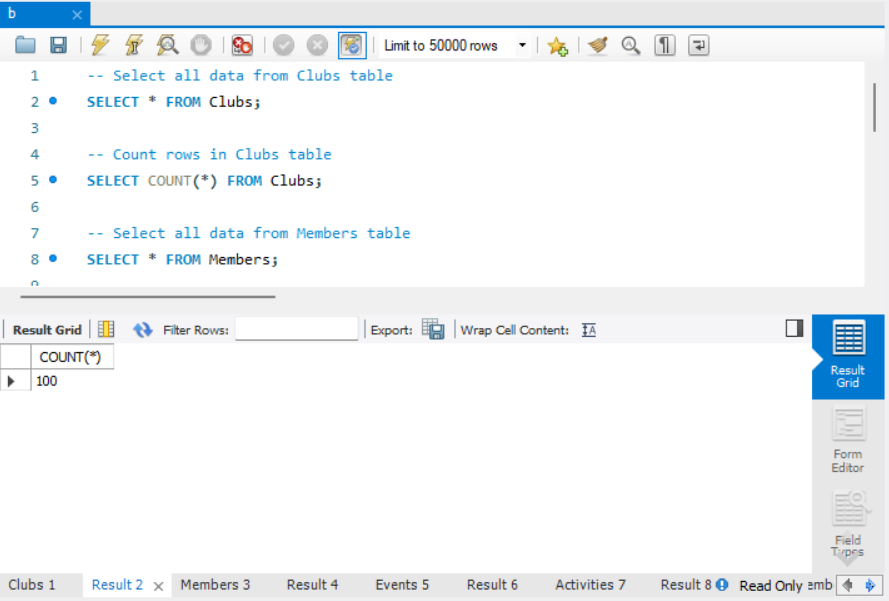 b
Limit to 50000 rows
1 -- Select all data from Clubs table
2 SELECT * FROM Clubs;
3
4 -- Count rows in Clubs table
5 SELECT COUNT(*) FROM Clubs;
6
7 -- Select all data from Members table
8 SELECT * FROM Members;
Result Grid Filter Rows: Export: Wrap Cell Content: IA
COUNT(*)
100
Result
Grid
Form
Editor
Field
Types
Clubs 1 Result 2 Members 3 Result 4 Events 5 Result 6 Activities 7 Result 8 Read Only